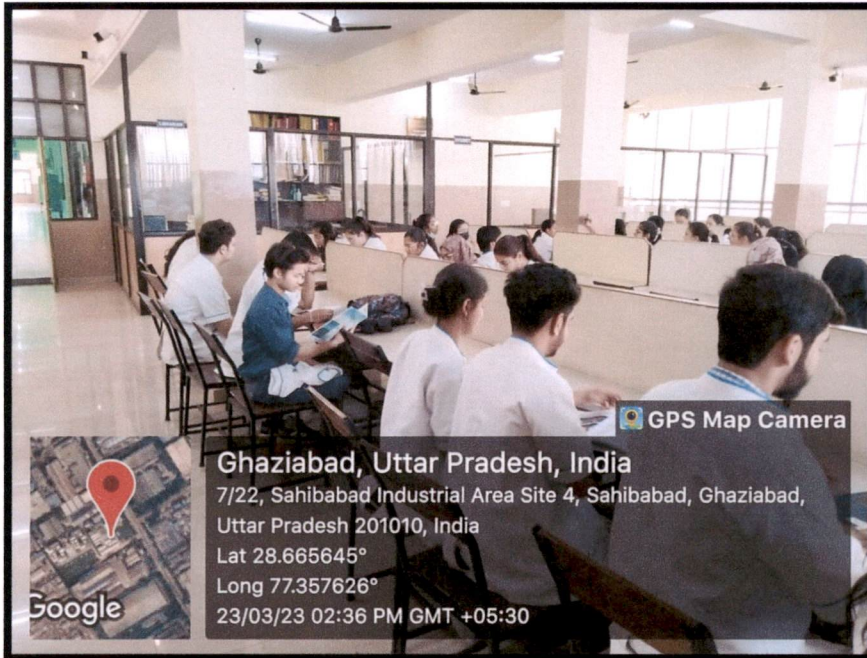 GPS Map Camera
Ghaziabad, Uttar Pradesh, India
7/22, Sahibabad Industrial Area Site 4, Sahibabad, Ghaziabad,
Uttar Pradesh 201010, India
Lat 28.665645°
Long 77.357626°
23/03/23 02:36 PM GMT +05:30
Google